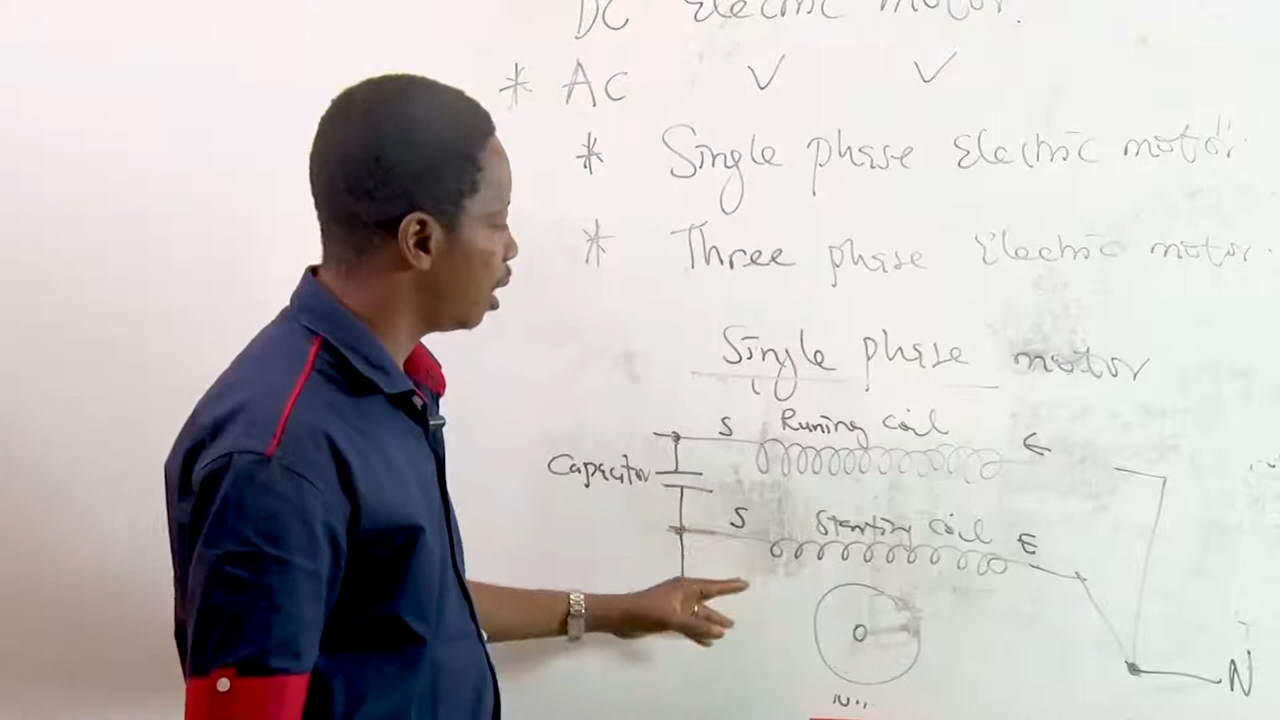 DC Electric motor.
* AC ✓ ✓
* Single phase Electric motor.
* Three phase Electric motor.
Single phase motor
S Runing coil
Capacitor
S Starting coil E
N